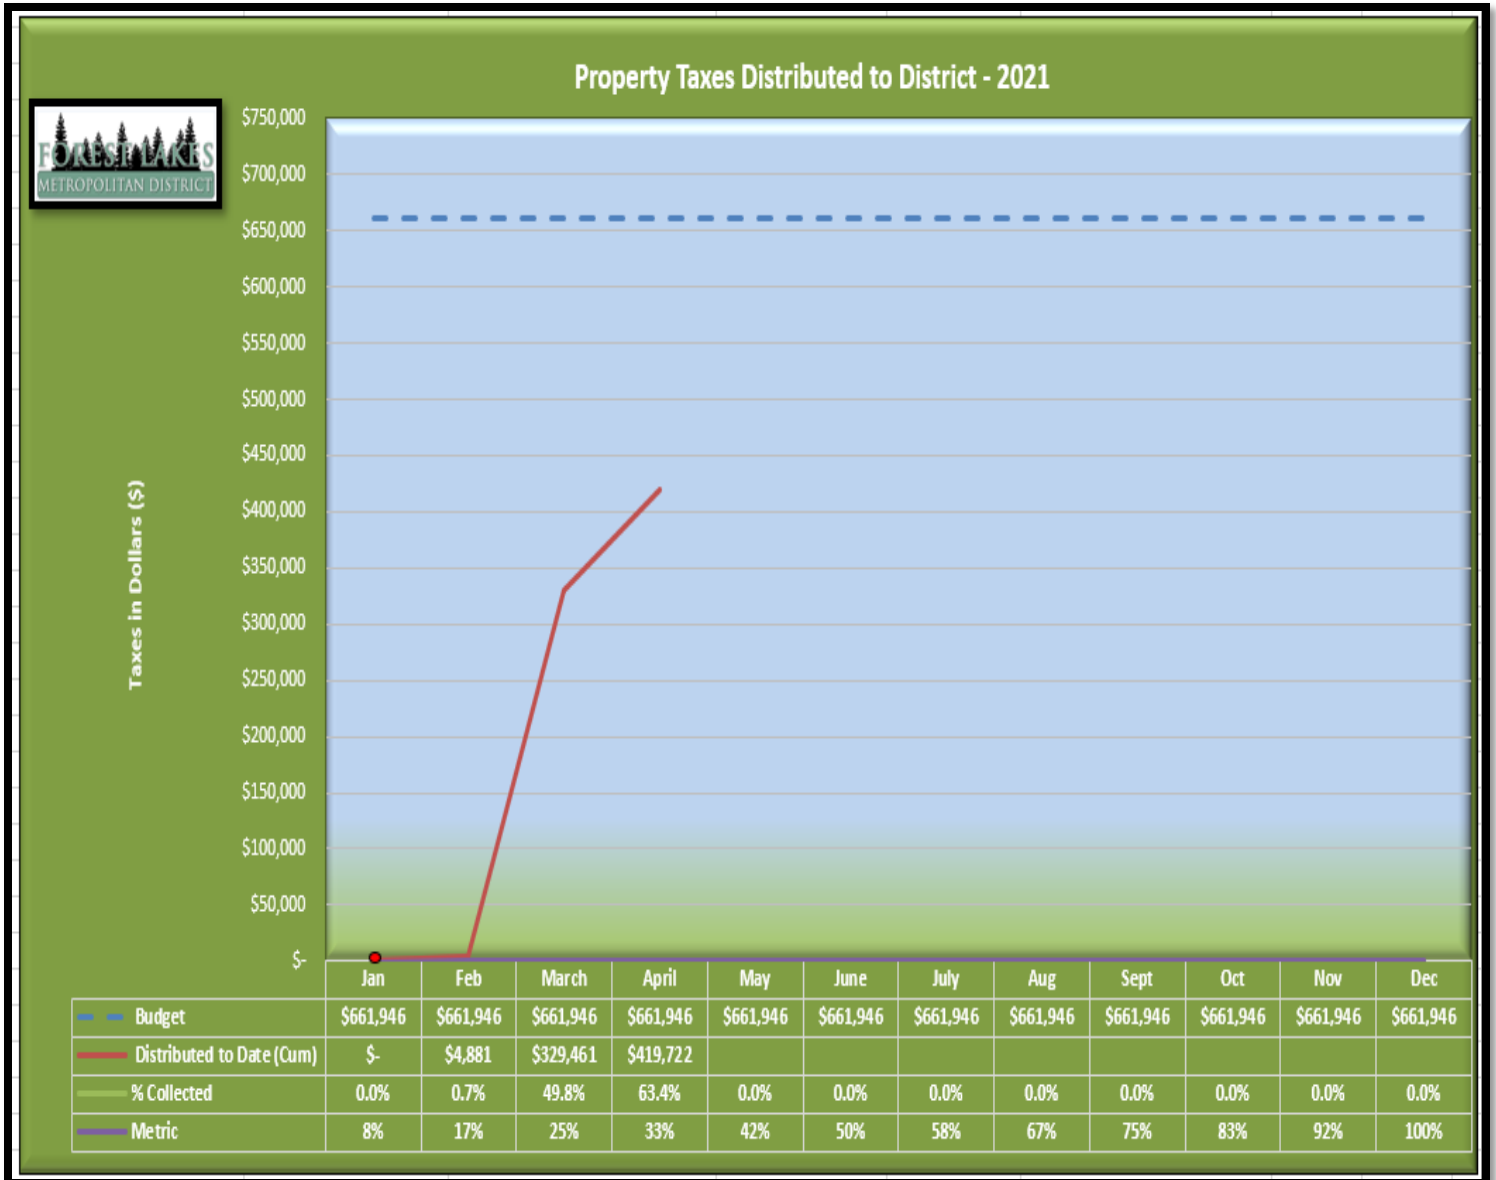 Property Taxes Distributed to District - 2021
FOREST LAKES
METROPOLITAN DISTRICT
Taxes in Dollars ($)
$750,000
$700,000
$650,000
$600,000
$550,000
$500,000
$450,000
$400,000
$350,000
$300,000
$250,000
$200,000
$150,000
$100,000
$50,000
$-
Jan Feb March April May June July Aug Sept Oct Nov Dec
Budget $661,946 $661,946 $661,946 $661,946 $661,946 $661,946 $661,946 $661,946 $661,946 $661,946 $661,946 $661,946
Distributed to Date (Cum) $- $4,881 $329,461 $419,722
% Collected 0.0% 0.7% 49.8% 63.4% 0.0% 0.0% 0.0% 0.0% 0.0% 0.0% 0.0% 0.0%
Metric 8% 17% 25% 33% 42% 50% 58% 67% 75% 83% 92% 100%